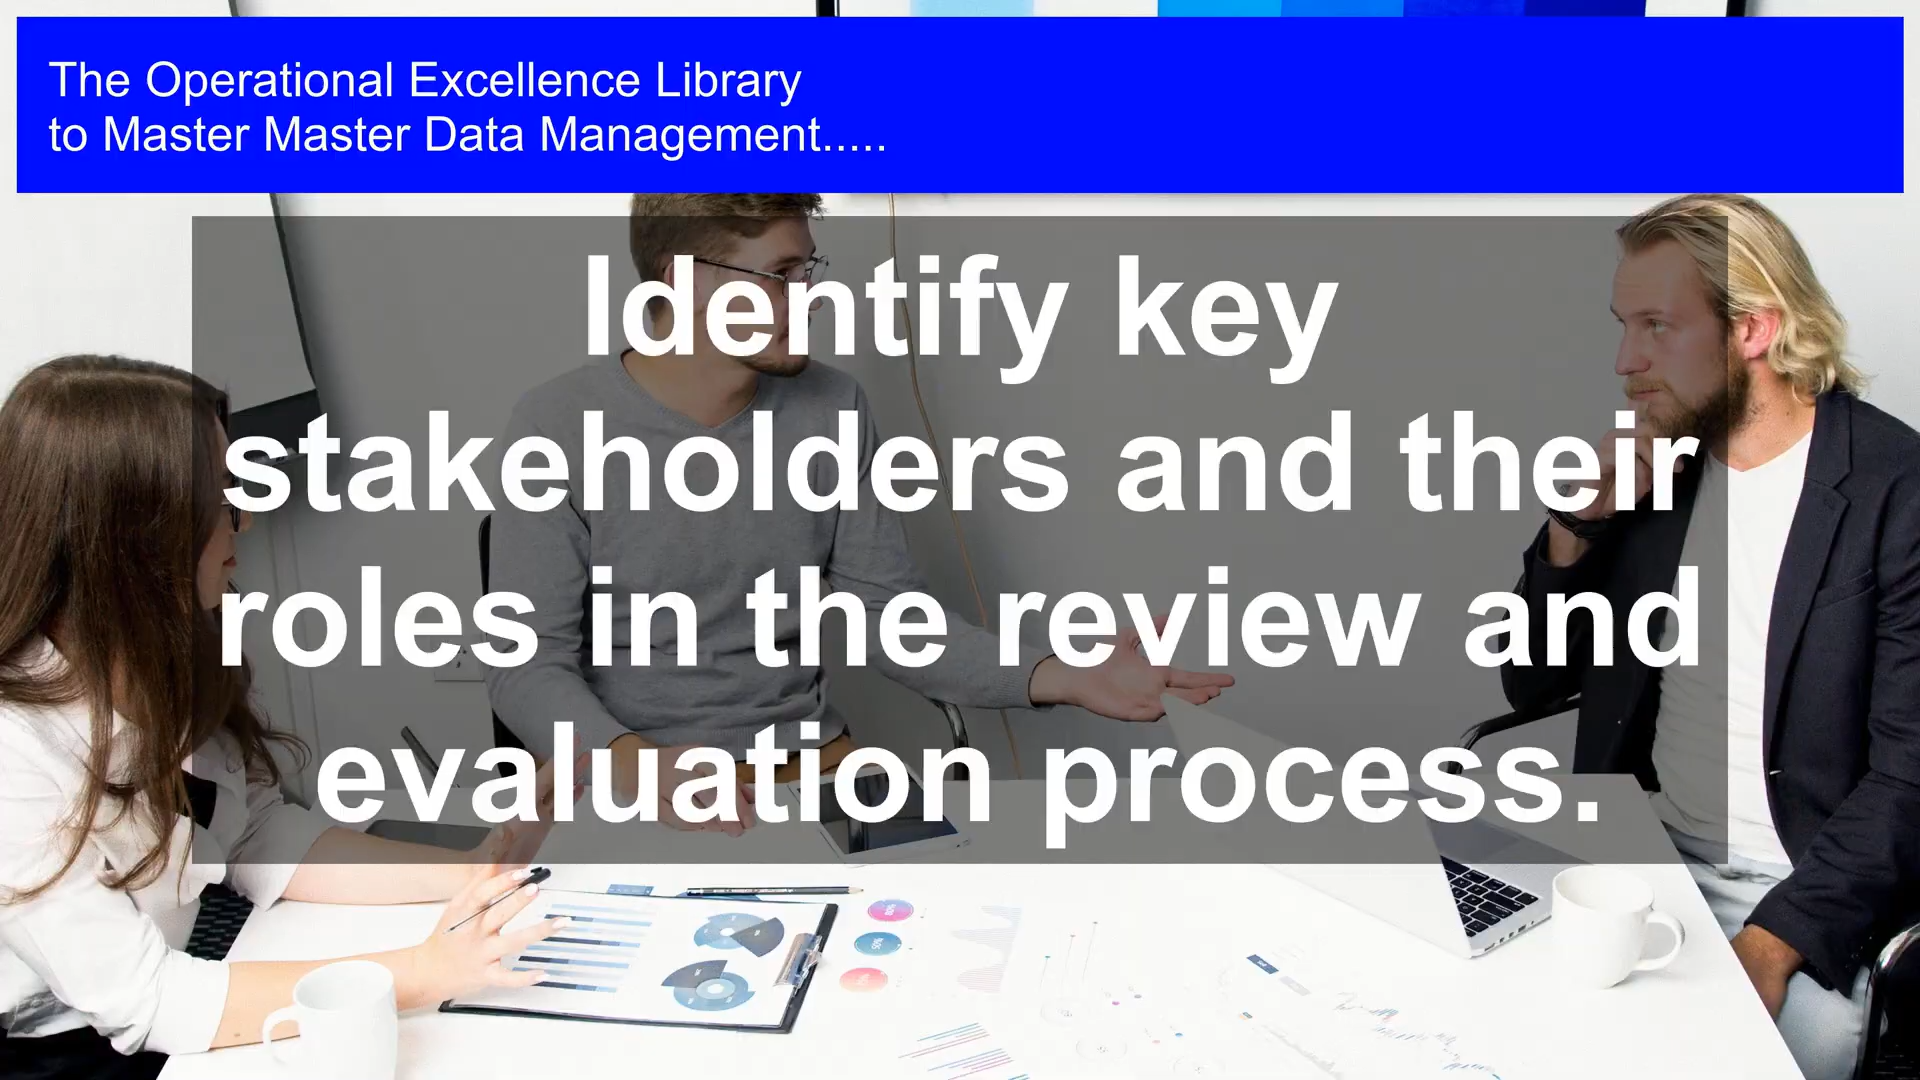 The Operational Excellence Library
to Master Master Data Management.....
Identify key
stakeholders and their
roles in the review and
evaluation process.